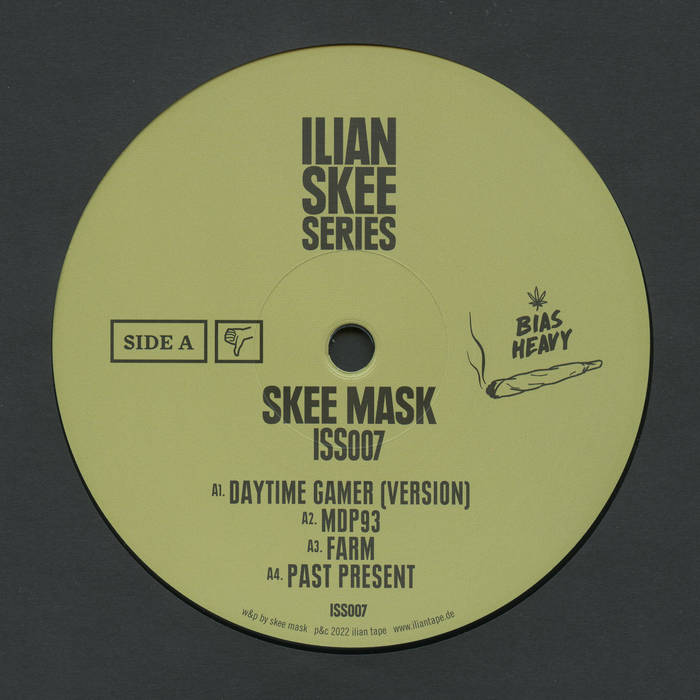 ILIAN
SKEE
SERIES
SIDE A
BIAS
HEAVY
SKEE MASK
ISS007
A1. DAYTIME GAMER (VERSION)
A2. MDP93
A3. FARM
A4. PAST PRESENT
ISS007
w&p by skee mask p&c 2022 ilian tape www.iliantape.de